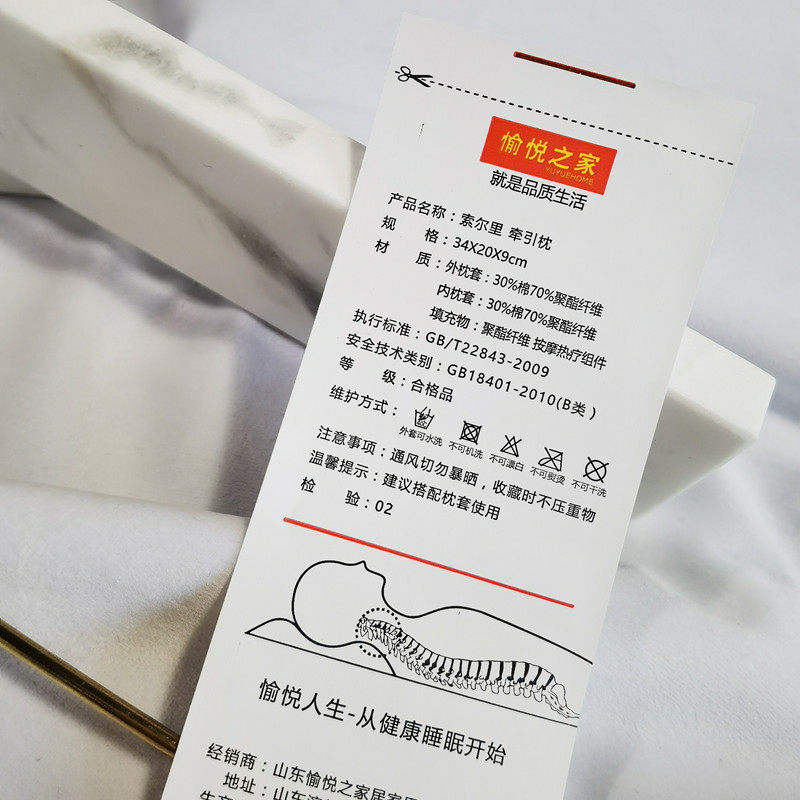 愉悦之家
YUYUEHOME
就是品质生活
产品名称：索尔里 牵引枕
规 格：34X20X9cm
材 质：外枕套：30%棉70%聚酯纤维
内枕套：30%棉70%聚酯纤维
填充物：聚酯纤维 按摩热疗组件
执行标准：GB/T22843-2009
安全技术类别：GB18401-2010(B类）
等 级：合格品
维护方式：
外套可水洗 不可机洗 不可漂白 不可熨烫 不可干洗
注意事项：通风切勿暴晒，收藏时不压重物
温馨提示：建议搭配枕套使用
检 验：02
愉悦人生-从健康睡眠开始
经销商：山东愉悦之家居家
地址：山东滨
生产